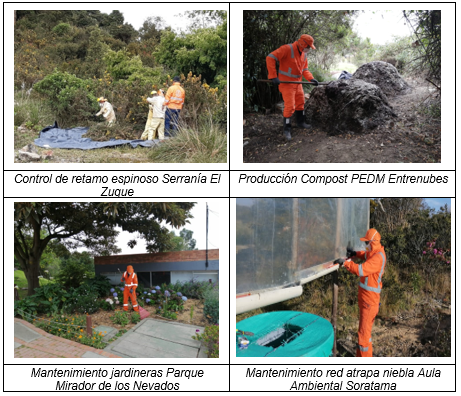 Control de retamo espinoso Serranía El
Zuque
Producción Compost PEDM Entrenubes
Mantenimiento jardineras Parque
Mirador de los Nevados
Mantenimiento red atrapa niebla Aula
Ambiental Soratama